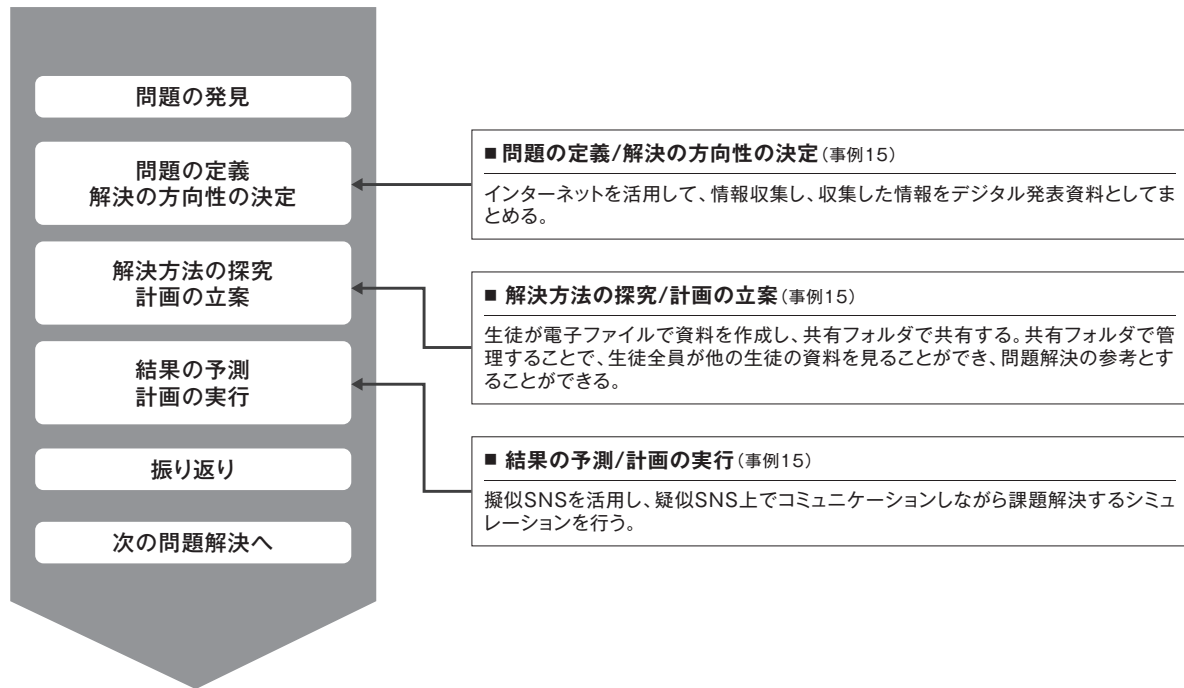 問題の発見
問題の定義
解決の方向性の決定
解決方法の探究
計画の立案
結果の予測
計画の実行
振り返り
次の問題解決へ
■ 問題の定義/解決の方向性の決定(事例15)
インターネットを活用して、情報収集し、収集した情報をデジタル発表資料としてま
とめる。
■ 解決方法の探究/計画の立案(事例15)
生徒が電子ファイルで資料を作成し、共有フォルダで共有する。共有フォルダで管
理することで、生徒全員が他の生徒の資料を見ることができ、問題解決の参考とす
ることができる。
■ 結果の予測/計画の実行(事例15)
擬似SNSを活用し、疑似SNS上でコミュニケーションしながら課題解決するシミュ
レーションを行う。